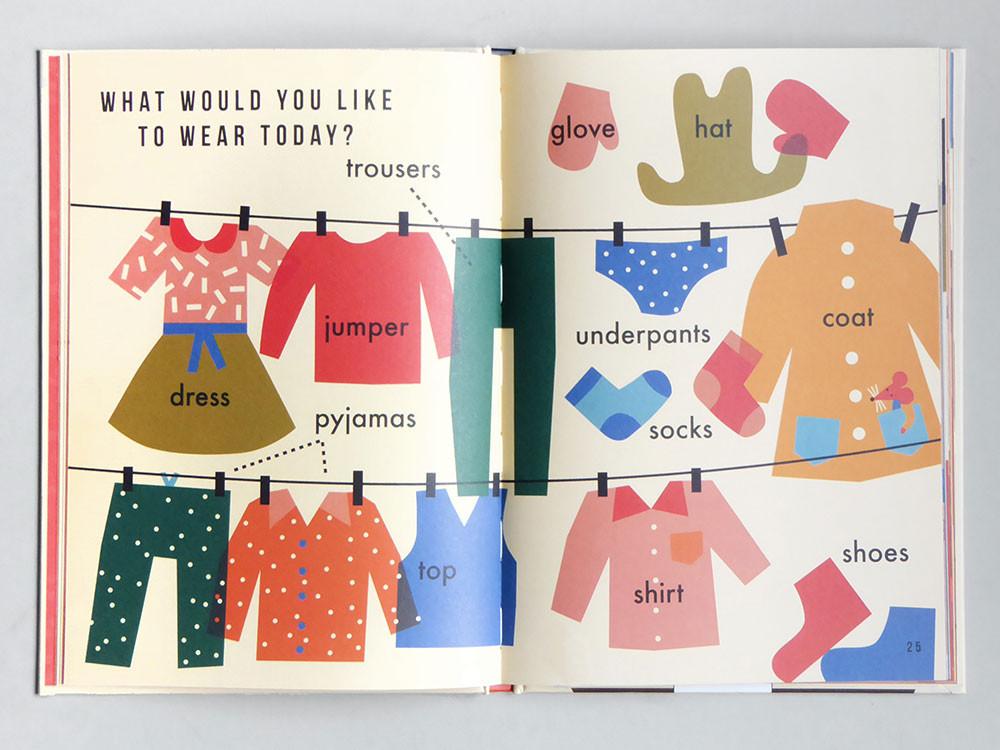 WHAT WOULD YOU LIKE
TO WEAR TODAY?
trousers
dress
jumper
pyjamas
top
glove
hat
underpants
coat
socks
shirt
shoes
25